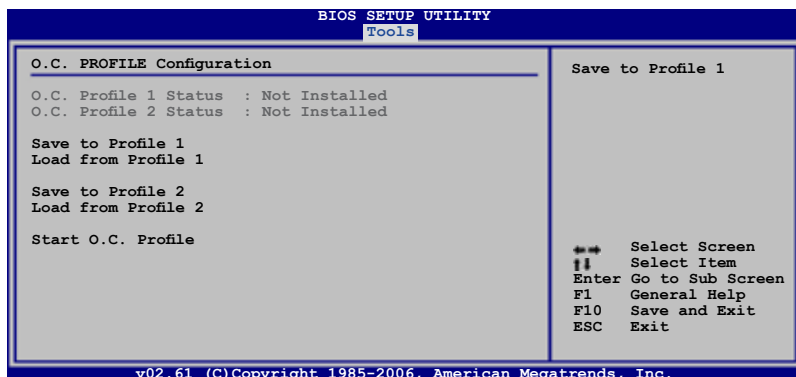 BIOS SETUP UTILITY
Tools
O.C. PROFILE Configuration
O.C. Profile 1 Status : Not Installed
O.C. Profile 2 Status : Not Installed
Save to Profile 1
Load from Profile 1
Save to Profile 2
Load from Profile 2
Start O.C. Profile
Save to Profile 1
Select Screen
Select Item
Enter Go to Sub Screen
F1 General Help
F10 Save and Exit
ESC Exit
v02.61 (C)Copyright 1985-2006, American Megatrends, Inc.